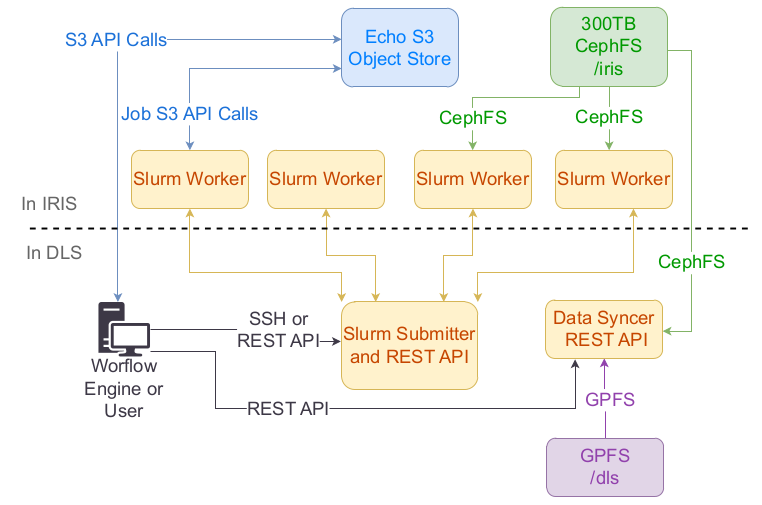 S3 API Calls
Echo S3
Object Store
300TB
CephFS
/iris
Job S3 API Calls
CephFS
CephFS
Slurm Worker
Slurm Worker
Slurm Worker
Slurm Worker
In IRIS
In DLS
CephFS
SSH or
REST API
Slurm Submitter
and REST API
Data Syncer
REST API
Worflow
Engine or
User
REST API
GPFS
GPFS
/dls